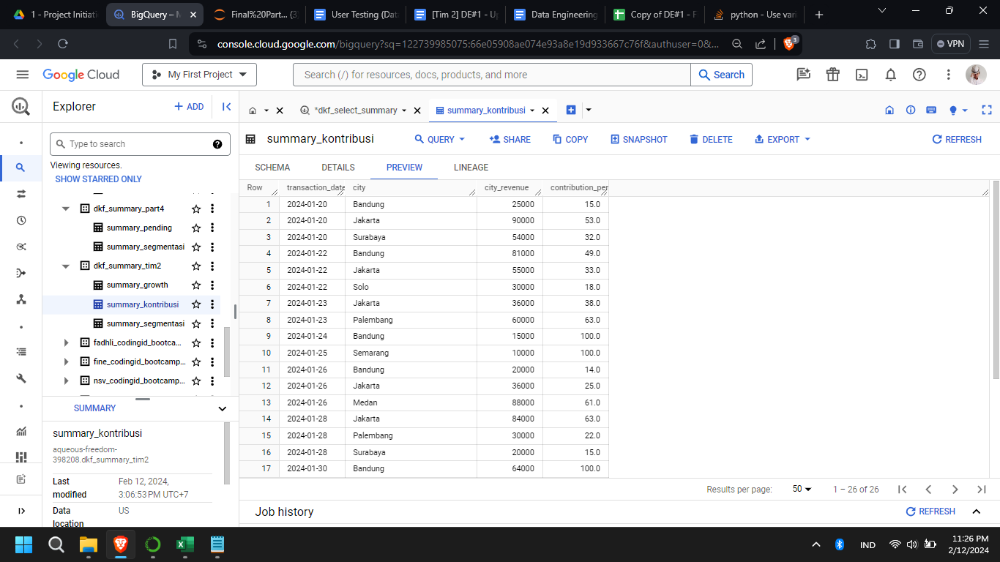 1 - Project Initiati
BigQuery – M
Final%20Part... (3
User Testing (Dat
[Tim 2] DE#1 - U
Data Engineering
Copy of DE#1 - F
python - Use vari
console.cloud.google.com/bigquery?sq=122739985075:66e05908ae074e93a8e19d933667c76f&authuser=0&...
3
VPN
Google Cloud
My First Project
Search (/) for resources, docs, products, and more
Search
Explorer
+ ADD
*dkf_select_summary
summary_kontribusi
Type to search
Viewing resources.
SHOW STARRED ONLY
dkf_summary_part4
summary_pending
summary_segmentasi
dkf_summary_tim2
summary_growth
summary_kontribusi
summary_segmentasi
fadhli_codingid_bootca...
fine_codingid_bootcamp...
nsv_codingid_bootcamp...
SUMMARY
summary_kontribusi
aqueous-freedom-
398208.dkf_summary_tim2
Last modified Feb 12, 2024, 3:06:53 PM UTC+7
Data location US
summary_kontribusi
QUERY
SHARE
COPY
SNAPSHOT
DELETE
EXPORT
REFRESH
SCHEMA DETAILS PREVIEW LINEAGE
Row transaction_date city city_revenue contribution_per
1 2024-01-20 Bandung 25000 15.0
2 2024-01-20 Jakarta 90000 53.0
3 2024-01-20 Surabaya 54000 32.0
4 2024-01-22 Bandung 81000 49.0
5 2024-01-22 Jakarta 55000 33.0
6 2024-01-22 Solo 30000 18.0
7 2024-01-23 Jakarta 36000 38.0
8 2024-01-23 Palembang 60000 63.0
9 2024-01-24 Bandung 15000 100.0
10 2024-01-25 Semarang 10000 100.0
11 2024-01-26 Bandung 20000 14.0
12 2024-01-26 Jakarta 36000 25.0
13 2024-01-26 Medan 88000 61.0
14 2024-01-28 Jakarta 84000 63.0
15 2024-01-28 Palembang 30000 22.0
16 2024-01-28 Surabaya 20000 15.0
17 2024-01-30 Bandung 64000 100.0
Results per page: 50 1 – 26 of 26
Job history
REFRESH
IND
11:26 PM
2/12/2024